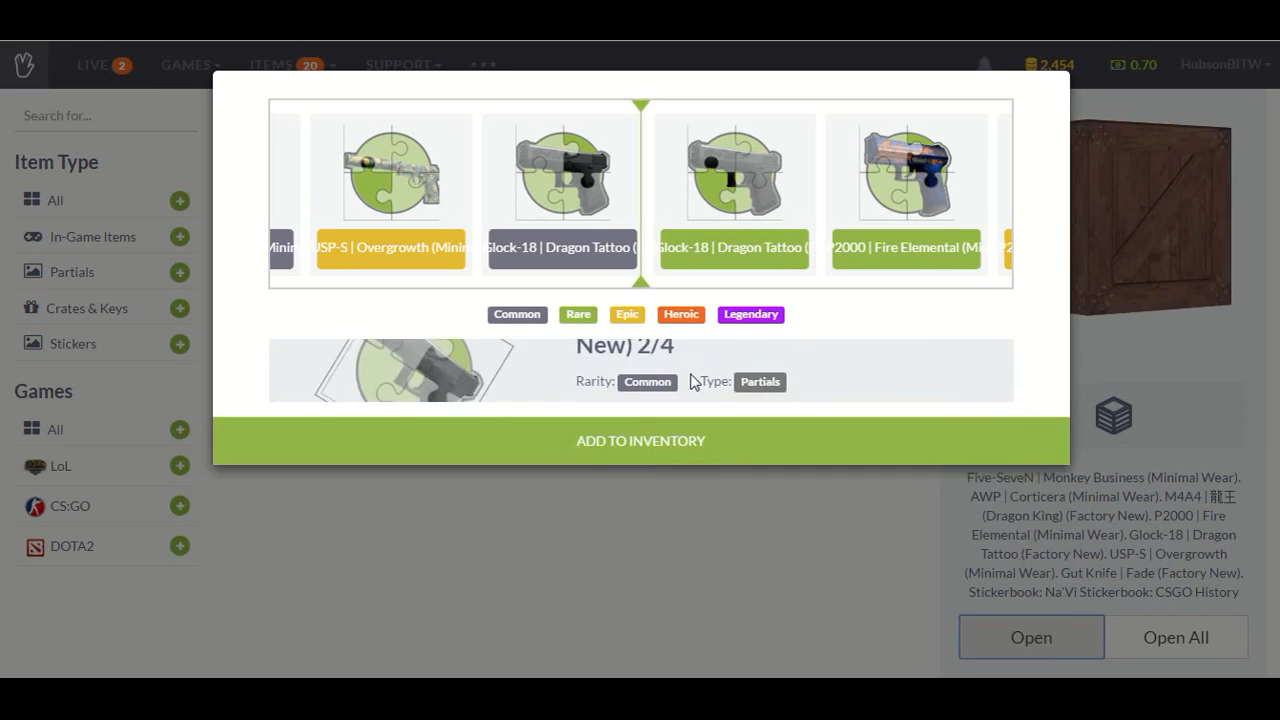 LIVE 2 GAMES ITEMS 20 SUPPORT 2,454 0.70 HubsonBITW
Search for...
Item Type
All
In-Game Items
Partials
Crates & Keys
Stickers
Games
All
LoL
CS:GO
DOTA2
USP-S | Overgrowth (Minim
Glock-18 | Dragon Tattoo (
Glock-18 | Dragon Tattoo (
P2000 | Fire Elemental (Mi
Common Rare Epic Heroic Legendary
New) 2/4
Rarity: Common Type: Partials
ADD TO INVENTORY
Five-SeveN | Monkey Business (Minimal Wear).
AWP | Corticera (Minimal Wear). M4A4 | 龍王
(Dragon King) (Factory New). P2000 | Fire
Elemental (Minimal Wear). Glock-18 | Dragon
Tattoo (Factory New). USP-S | Overgrowth
(Minimal Wear). Gut Knife | Fade (Factory New).
Stickerbook: Na'Vi Stickerbook: CSGO History
Open Open All